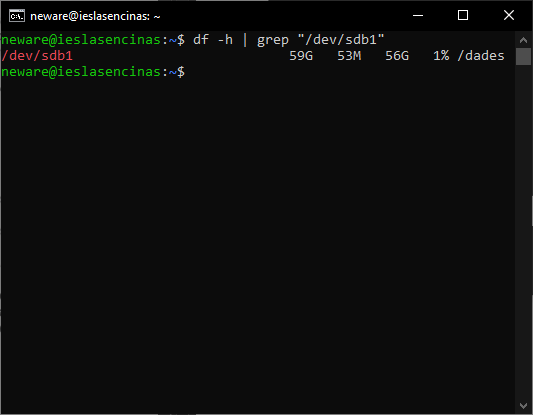 neware@ieslasencinas: ~
neware@ieslasencinas:~$ df -h | grep "/dev/sdb1"
/dev/sdb1                           59G   53M   56G   1% /dades
neware@ieslasencinas:~$